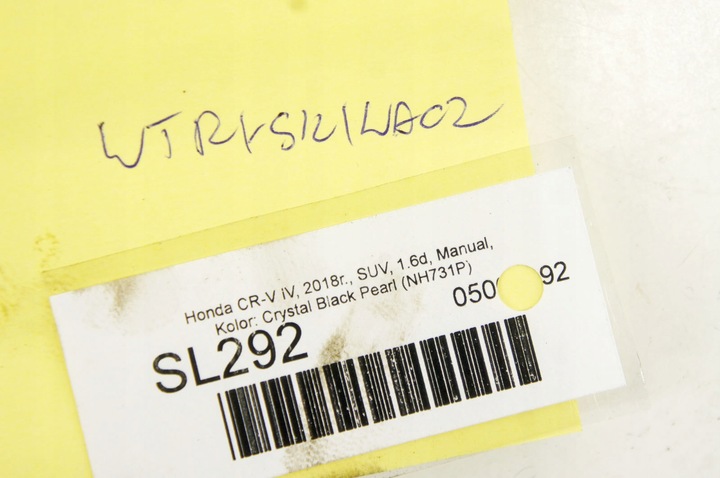 WTRYSKIWACZ
Honda CR-V IV, 2018r., SUV, 1.6d, Manual,
Kolor: Crystal Black Pearl (NH731P)
SL292